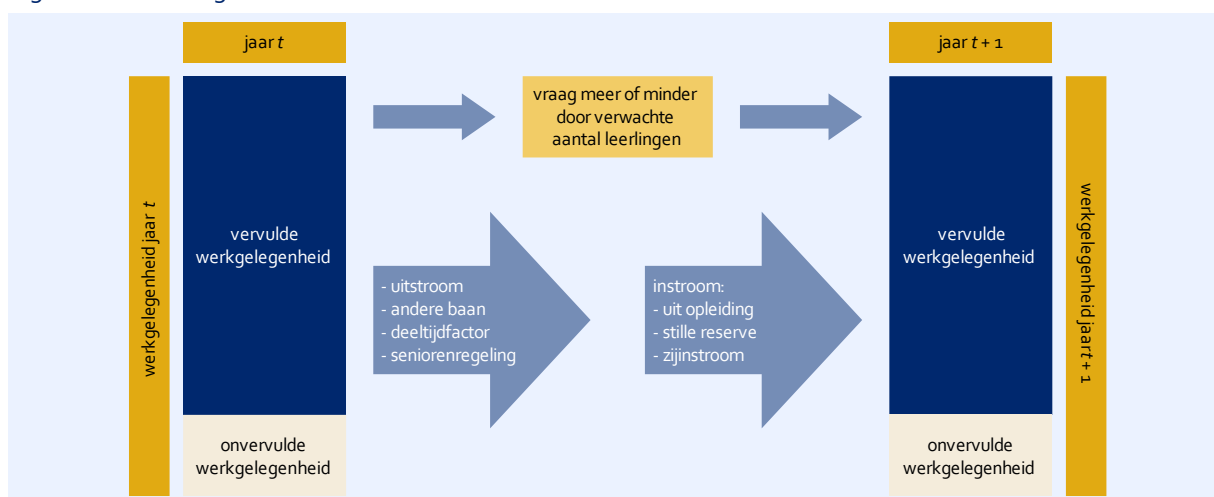 jaar t
jaar t + 1
werkgelegenheid jaar t
vervulde
werkgelegenheid
onvervulde
werkgelegenheid
vraag meer of minder
door verwachte
aantal leerlingen
- uitstroom
- andere baan
- deeltijdfactor
- seniorenregeling
instroom:
- uit opleiding
- stille reserve
- zijinstroom
vervulde
werkgelegenheid
onvervulde
werkgelegenheid
werkgelegenheid jaar t + 1